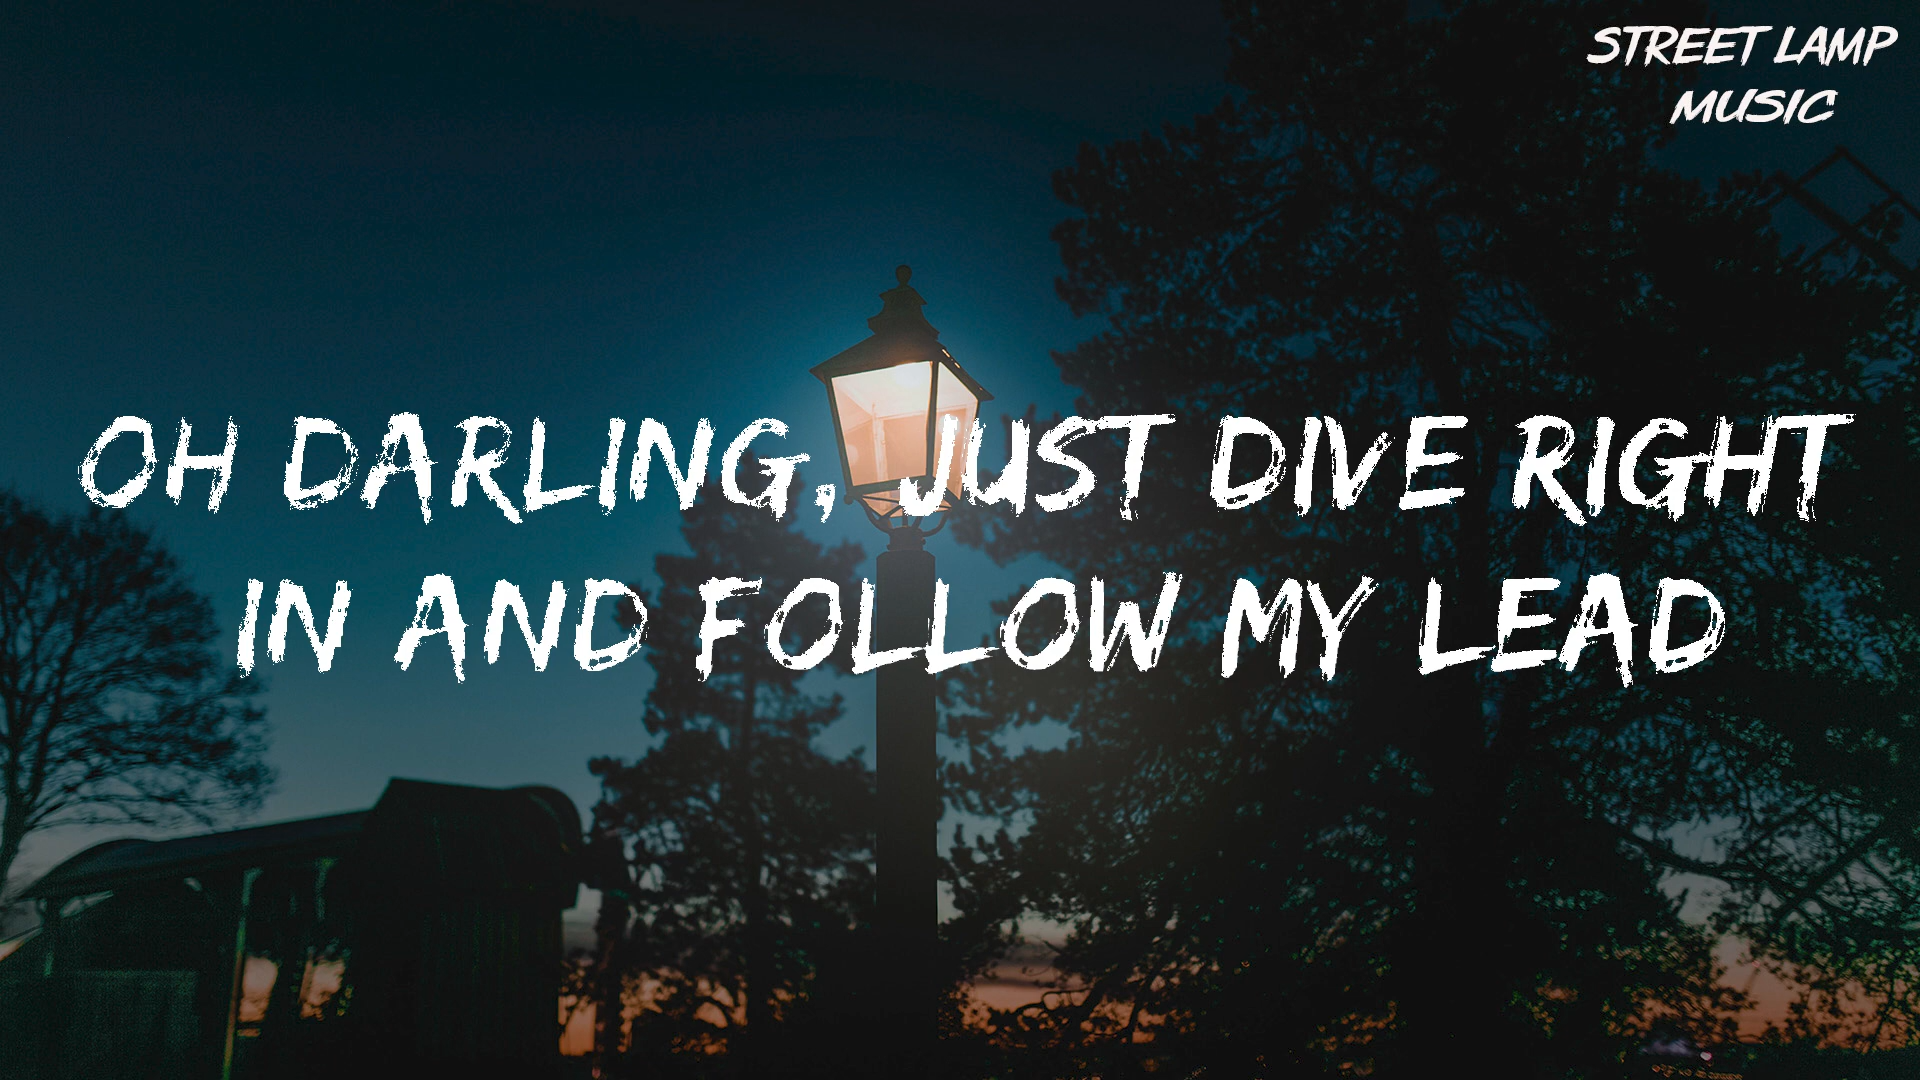 STREET LAMP
MUSIC
OH DARLING, JUST DIVE RIGHT
IN AND FOLLOW MY LEAD